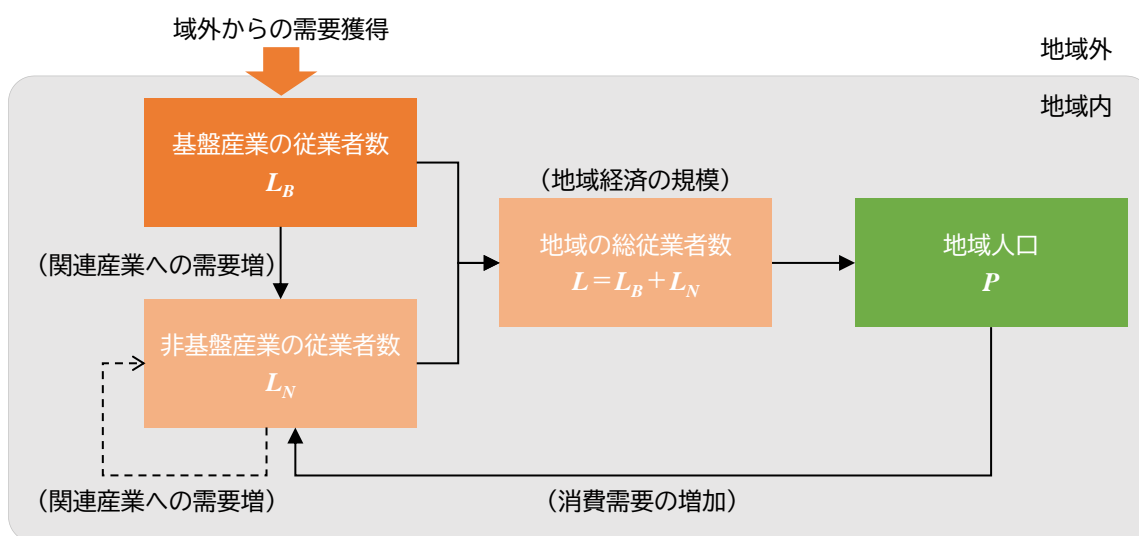 域外からの需要獲得
地域外
地域内
基盤産業の従業者数
L_B
(地域経済の規模)
地域の総従業者数
L=L_B+L_N
地域人口
P
(関連産業への需要増)
非基盤産業の従業者数
L_N
(関連産業への需要増)
(消費需要の増加)